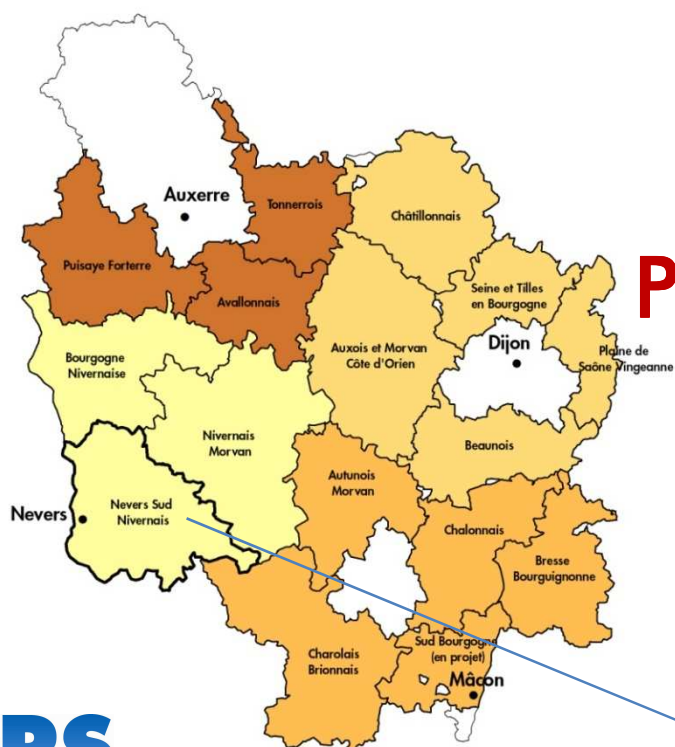 Auxerre
Tonnerrois
Châtillonnais
Puisaye Forterre
Avallonnais
Seine et Tilles
en Bourgogne
P
Bourgogne
Nivernaise
Auxois et Morvan
Côte d'Orien
Dijon
Plaine de
Saône Vingeanne
Nivernais
Morvan
Beaunois
Autunois
Morvan
Nevers
Nevers Sud
Nivernais
Chalonnais
Bresse
Bourguignonne
Sud Bourgogne
(en projet)
Charolais
Brionnais
Mâcon
RS